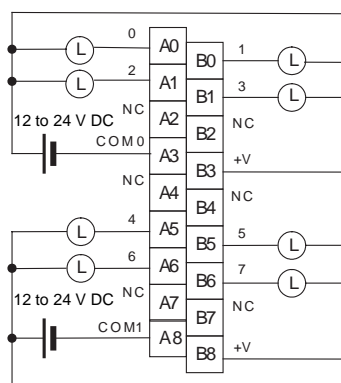 0 A0
L
B0 1 L
2 A1
L
B1 3 L
NC A2
B2 NC
12 to 24 V DC
COM0 A3
B3 +V
NC A4
B4 NC
L 4 A5
B5 5 L
L 6 A6
B6 7 L
12 to 24 V DC NC A7
B7 NC
COM1 A8
B8 +V